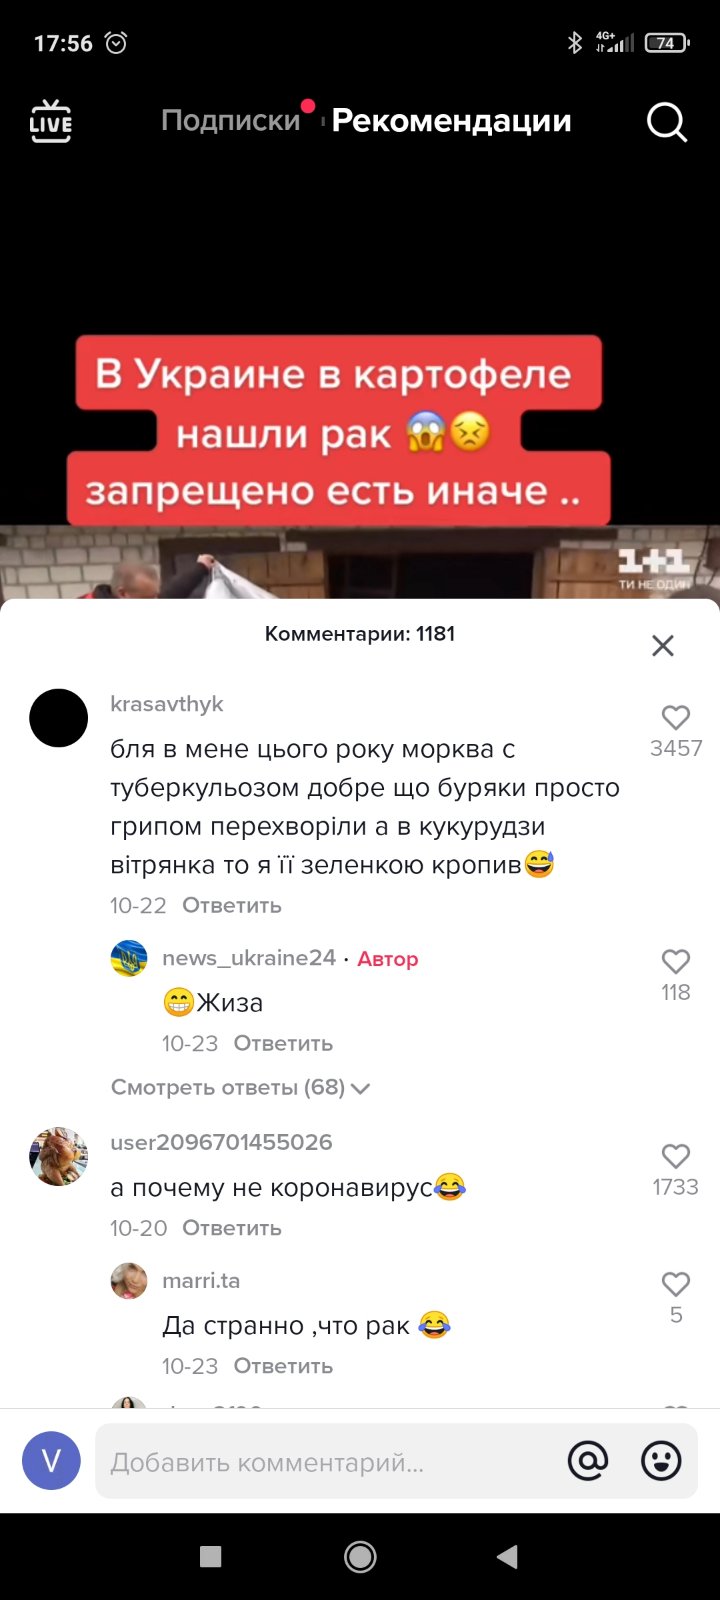 17:56
4G+
74
LIVE
Подписки
Рекомендации
В Украине в картофеле
нашли рак 😱😣
запрещено есть иначе ..
1+1
ТИ НЕ ОДИН
Комментарии: 1181
krasavthyk
бля в мене цього року морква с
3457
туберкульозом добре що буряки просто
грипом перехворіли а в кукурудзи
вітрянка то я її зеленкою кропив😅
10-22 Ответить
news_ukraine24 · Автор
😁Жиза
118
10-23 Ответить
Смотреть ответы (68)
user2096701455026
а почему не коронавирус😂
1733
10-20 Ответить
marri.ta
Да странно ,что рак 😂
5
10-23 Ответить
V
Добавить комментарий...
@